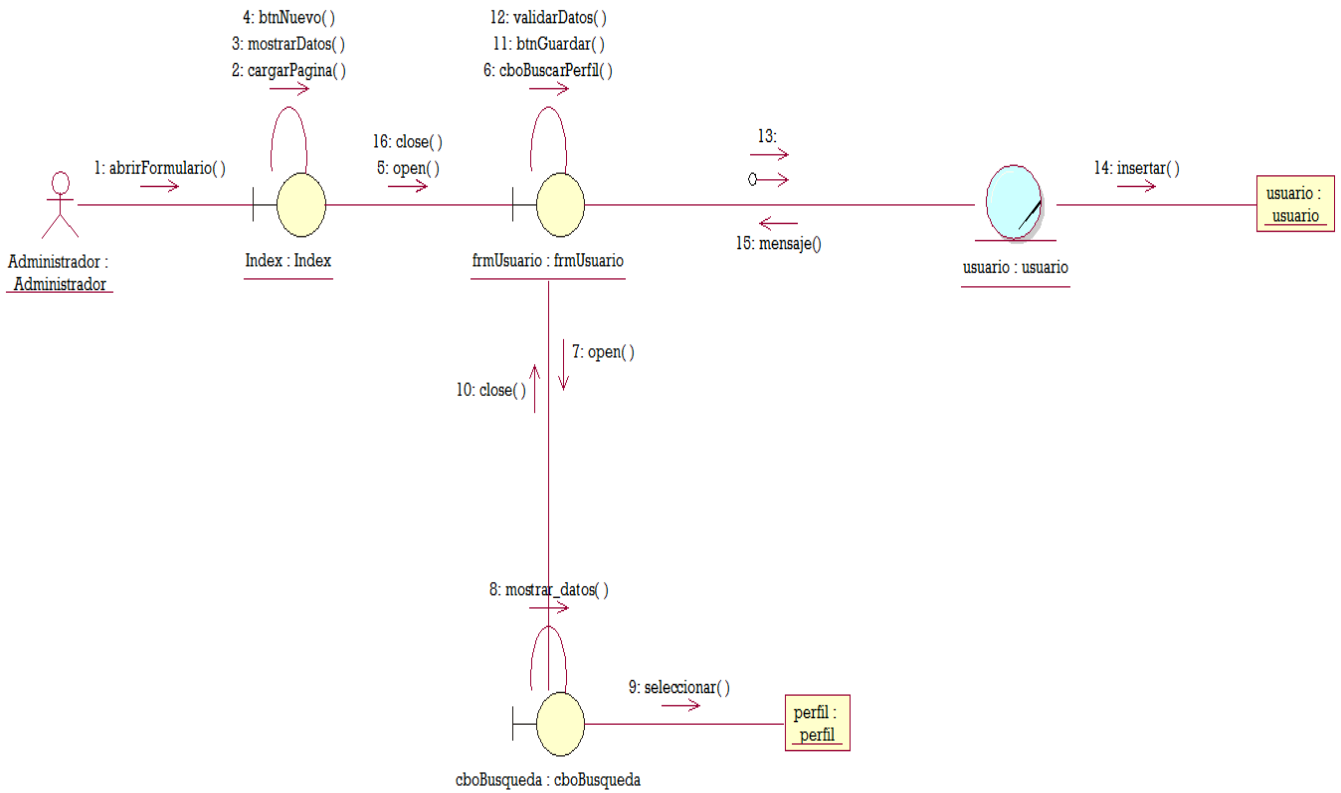 4: btnNuevo( )
3: mostrarDatos( )
2: cargarPagina( )
12: validarDatos( )
11: btnGuardar( )
6: cboBuscarPerfil( )
1: abrirFormulario( )
16: close( )
5: open( )
13:
15: mensaje()
14: insertar( )
usuario :
usuario
Administrador :
Administrador
Index : Index
frmUsuario : frmUsuario
usuario : usuario
7: open( )
10: close( )
8: mostrar_datos( )
9: seleccionar( )
perfil :
perfil
cboBusqueda : cboBusqueda